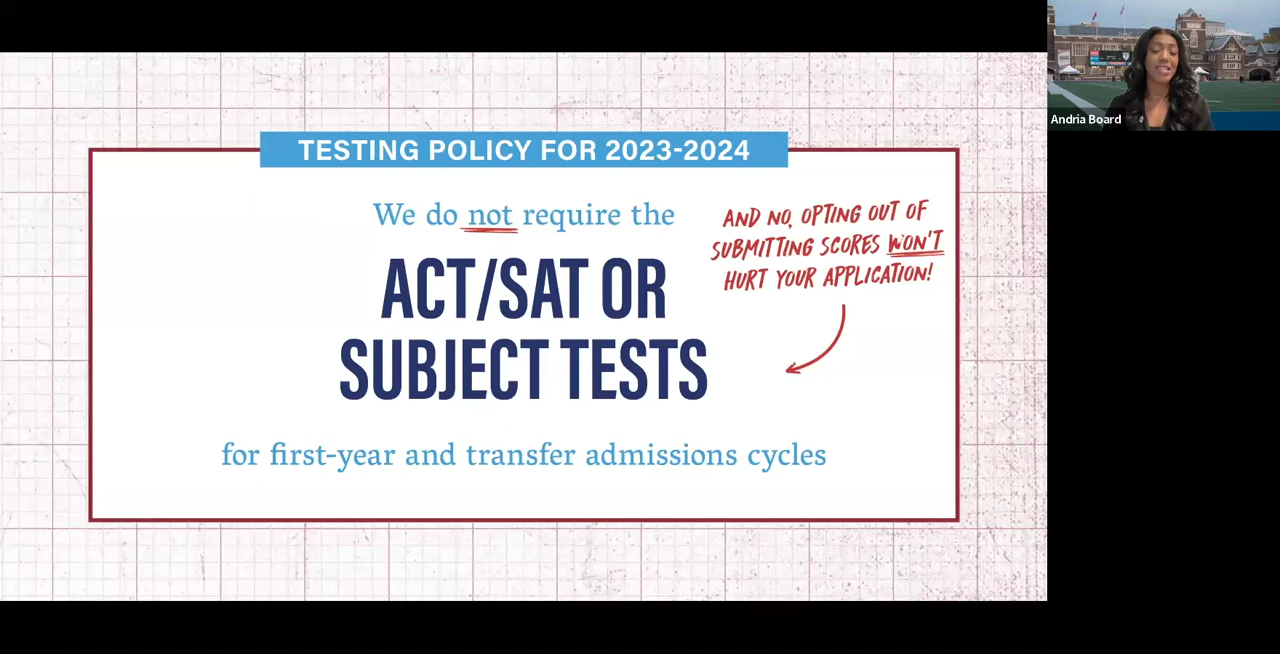 TESTING POLICY FOR 2023-2024
We do not require the
ACT/SAT OR
SUBJECT TESTS
for first-year and transfer admissions cycles
AND NO, OPTING OUT OF
SUBMITTING SCORES WON'T
HURT YOUR APPLICATION!
Andria Board